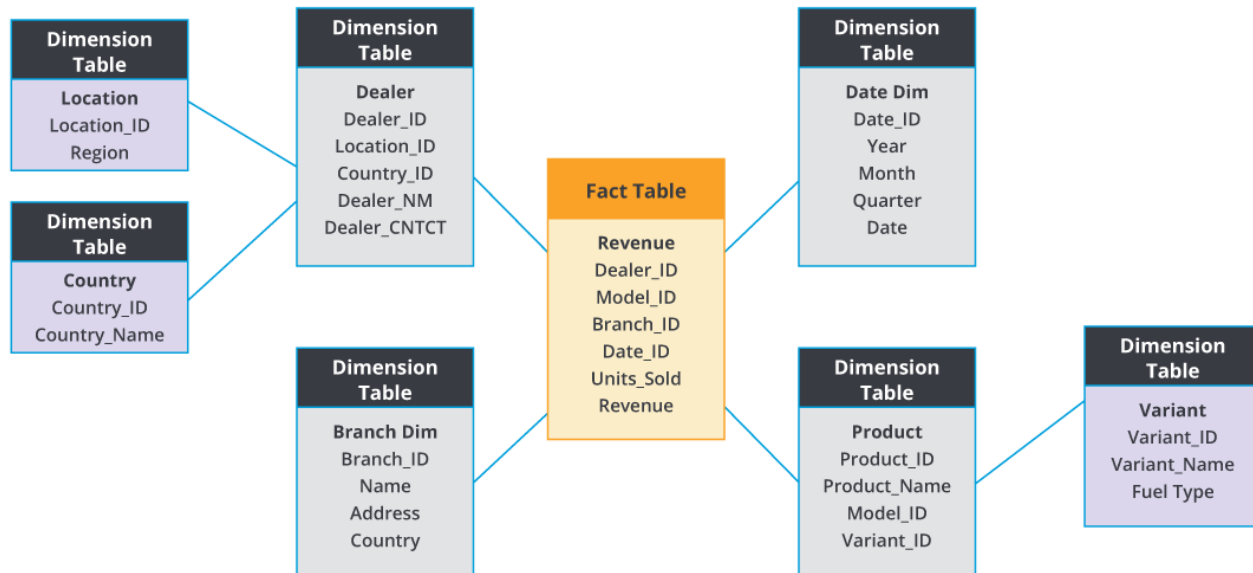 Dimension
Table
Location
Location_ID
Region
Dimension
Table
Country
Country_ID
Country_Name
Dimension
Table
Dealer
Dealer_ID
Location_ID
Country_ID
Dealer_NM
Dealer_CNTCT
Dimension
Table
Branch Dim
Branch_ID
Name
Address
Country
Fact Table
Revenue
Dealer_ID
Model_ID
Branch_ID
Date_ID
Units_Sold
Revenue
Dimension
Table
Date Dim
Date_ID
Year
Month
Quarter
Date
Dimension
Table
Product
Product_ID
Product_Name
Model_ID
Variant_ID
Dimension
Table
Variant
Variant_ID
Variant_Name
Fuel Type